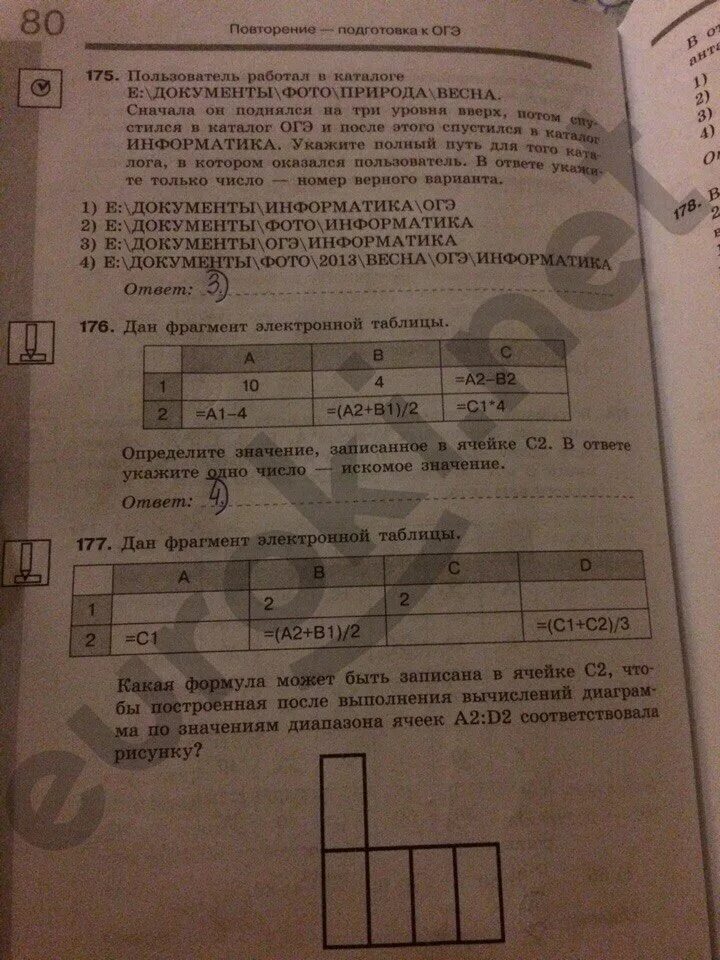 80
Повторение — подготовка к ОГЭ
175. Пользователь работал в каталоге
E:\ДОКУМЕНТЫ\ФОТО\ПРИРОДА\ВЕСНА.
Сначала он поднялся на три уровня вверх, потом спу-
стился в каталог ОГЭ и после этого спустился в каталог
ИНФОРМАТИКА. Укажите полный путь для того ката-
лога, в котором оказался пользователь. В ответе укажи-
те только число — номер верного варианта.
1) E:\ДОКУМЕНТЫ\ИНФОРМАТИКА\ОГЭ
2) E:\ДОКУМЕНТЫ\ФОТО\ИНФОРМАТИКА
3) E:\ДОКУМЕНТЫ\ОГЭ\ИНФОРМАТИКА
4) E:\ДОКУМЕНТЫ\ФОТО\2013\ВЕСНА\ОГЭ\ИНФОРМАТИКА
Ответ: 3)
176. Дан фрагмент электронной таблицы.
A B C
1 10 4 =A2–B2
2 =A1–4 =(A2+B1)/2 =C1*4
Определите значение, записанное в ячейке C2. В ответе
укажите одно число — искомое значение.
Ответ: 4)
177. Дан фрагмент электронной таблицы.
A B C D
1 2 2
2 =C1 =(A2+B1)/2 =(C1+C2)/3
Какая формула может быть записана в ячейке C2, что-
бы построенная после выполнения вычислений диаграм-
ма по значениям диапазона ячеек A2:D2 соответствовала
рисунку?
В от
1)
2)
3)
4)
178. В
2
euroki.net